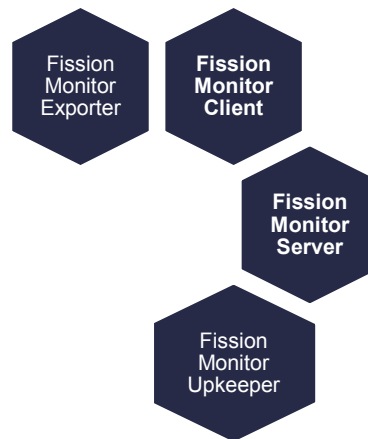 Fission
Monitor
Exporter
Fission
Monitor
Client
Fission
Monitor
Server
Fission
Monitor
Upkeeper